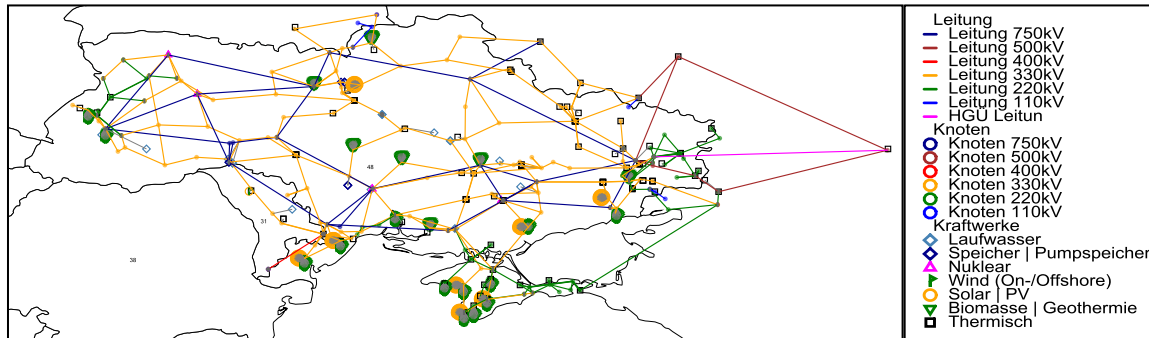 48
31
38
Leitung
Leitung 750kV
Leitung 500kV
Leitung 400kV
Leitung 330kV
Leitung 220kV
Leitung 110kV
HGÜ Leitun
Knoten
Knoten 750kV
Knoten 500kV
Knoten 400kV
Knoten 330kV
Knoten 220kV
Knoten 110kV
Kraftwerke
Laufwasser
Speicher | Pumpspeicher
Nuklear
Wind (On-/Offshore)
Solar | PV
Biomasse | Geothermie
Thermisch